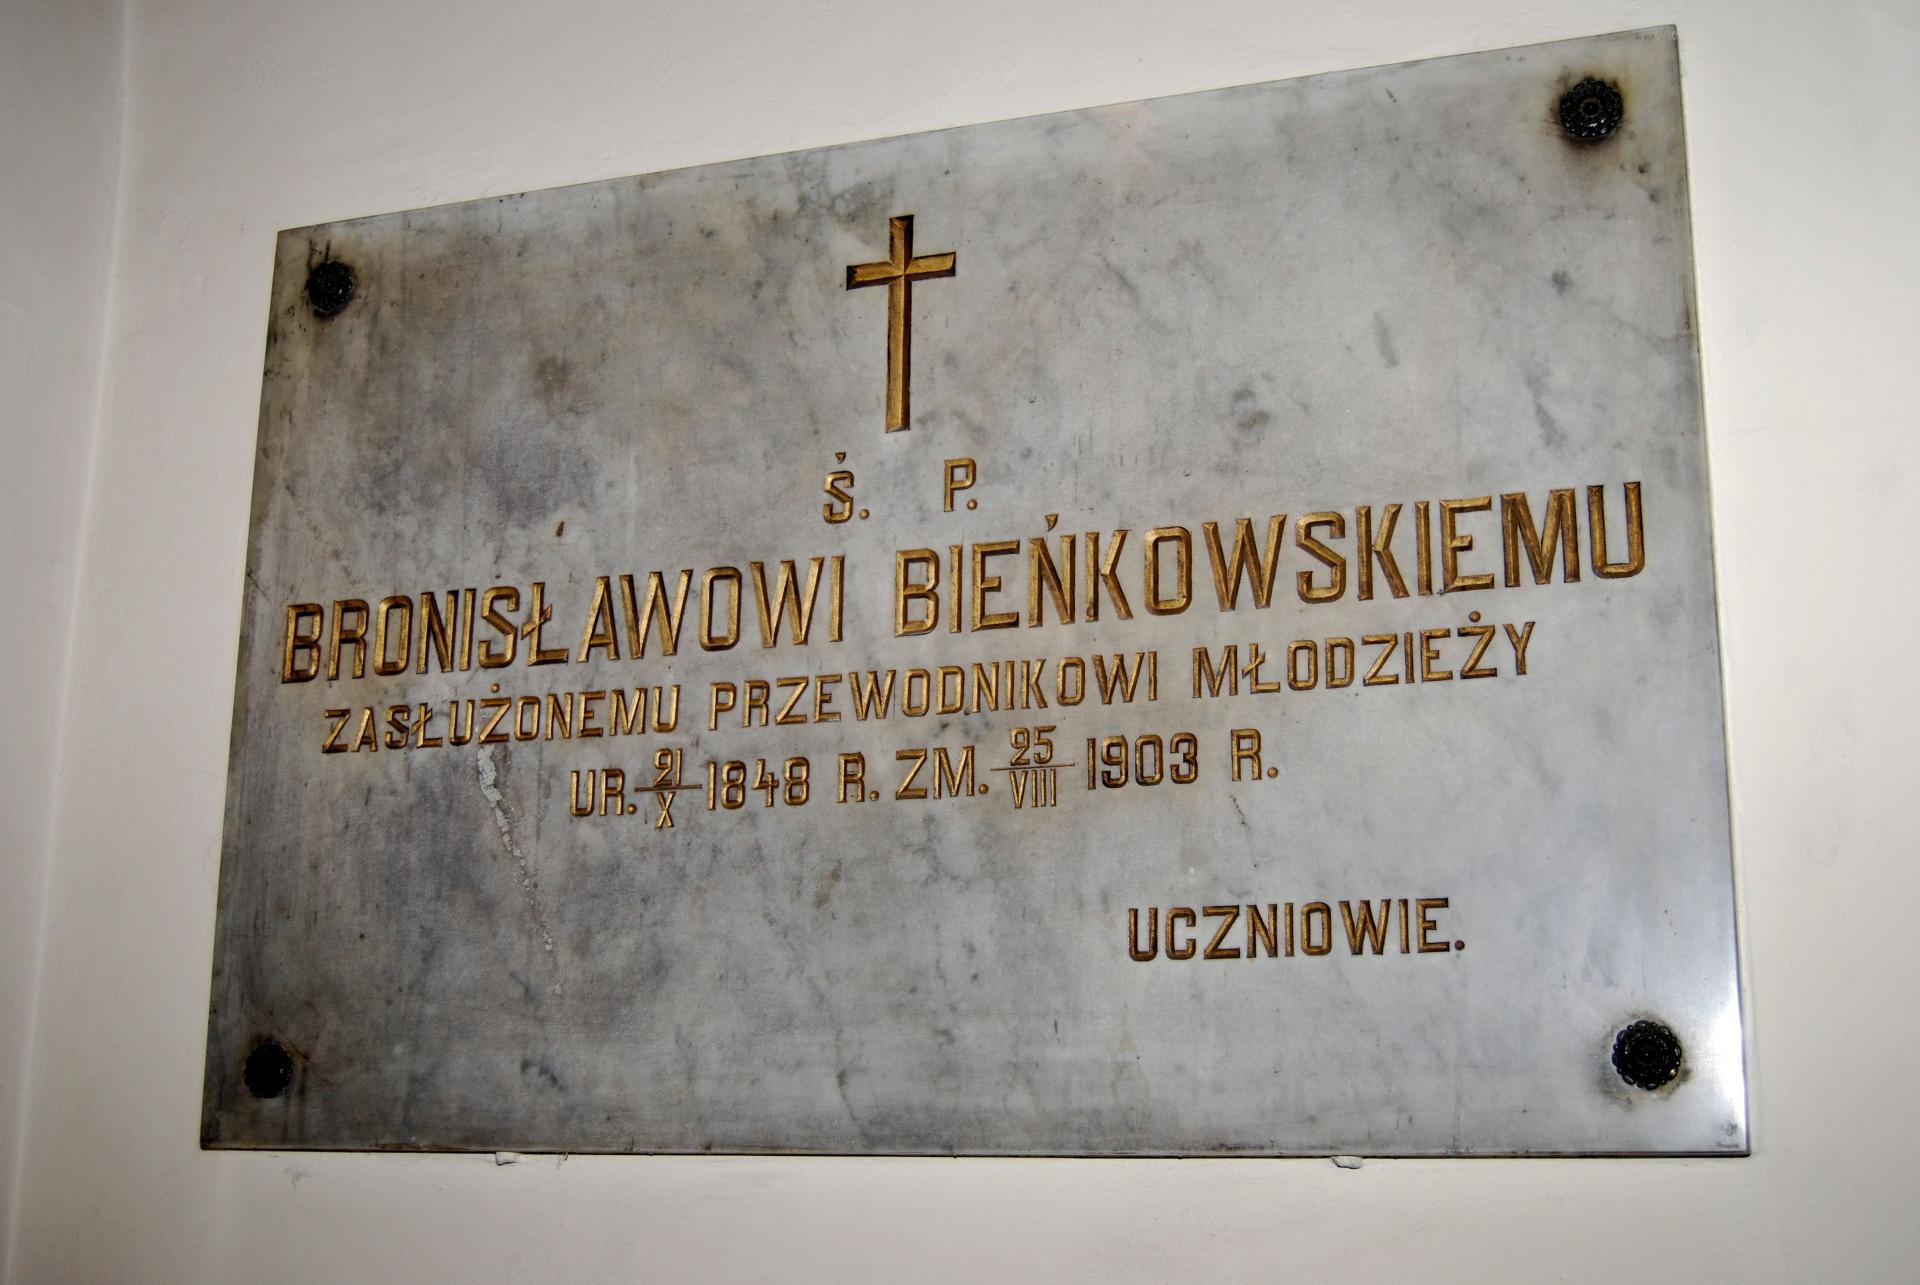 Ś. P.
BRONISŁAWOWI BIEŃKOWSKIEMU
ZASŁUŻONEMU PRZEWODNIKOWI MŁODZIEŻY
UR. 21/X 1848 R. ZM. 25/VIII 1903 R.
UCZNIOWIE.